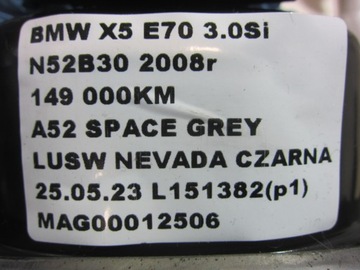 BMW X5 E70 3.0Si
N52B30 2008r
149 000KM
A52 SPACE GREY
LUSW NEVADA CZARNA
25.05.23 L151382(p1)
MAG00012506